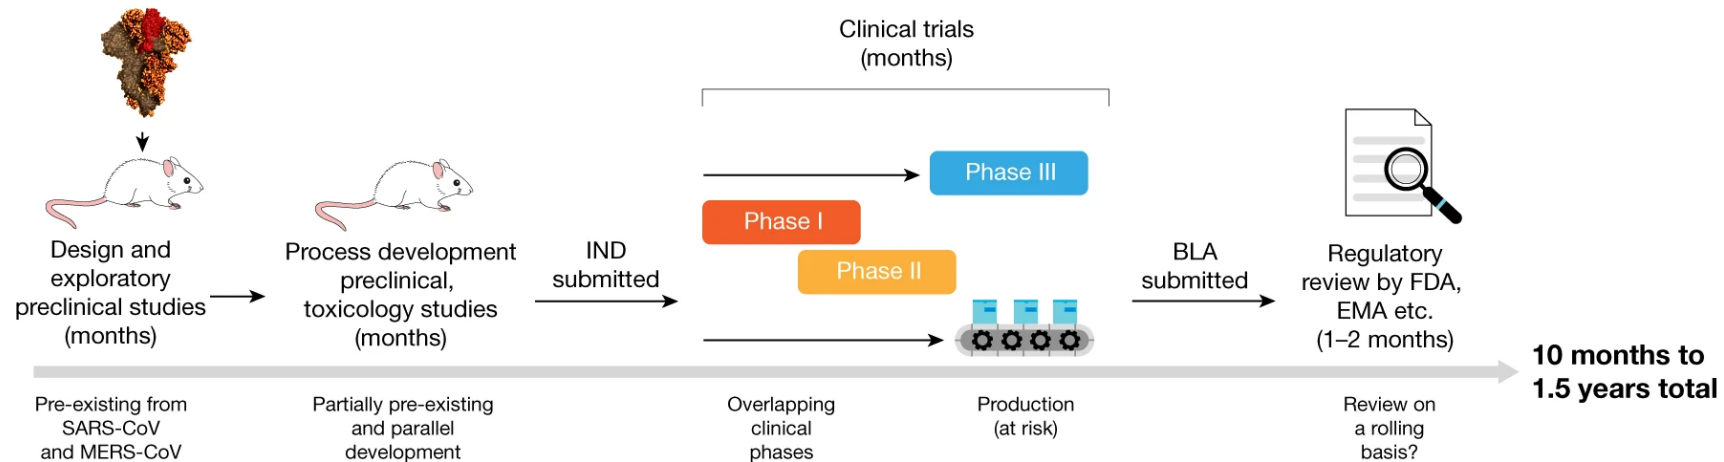 Clinical trials
(months)
Phase III
Phase I
Phase II
Design and
exploratory
preclinical studies
(months)
Process development
preclinical,
toxicology studies
(months)
IND
submitted
BLA
submitted
Regulatory
review by FDA,
EMA etc.
(1–2 months)
10 months to
1.5 years total
Pre-existing from
SARS-CoV
and MERS-CoV
Partially pre-existing
and parallel
development
Overlapping
clinical
phases
Production
(at risk)
Review on
a rolling
basis?